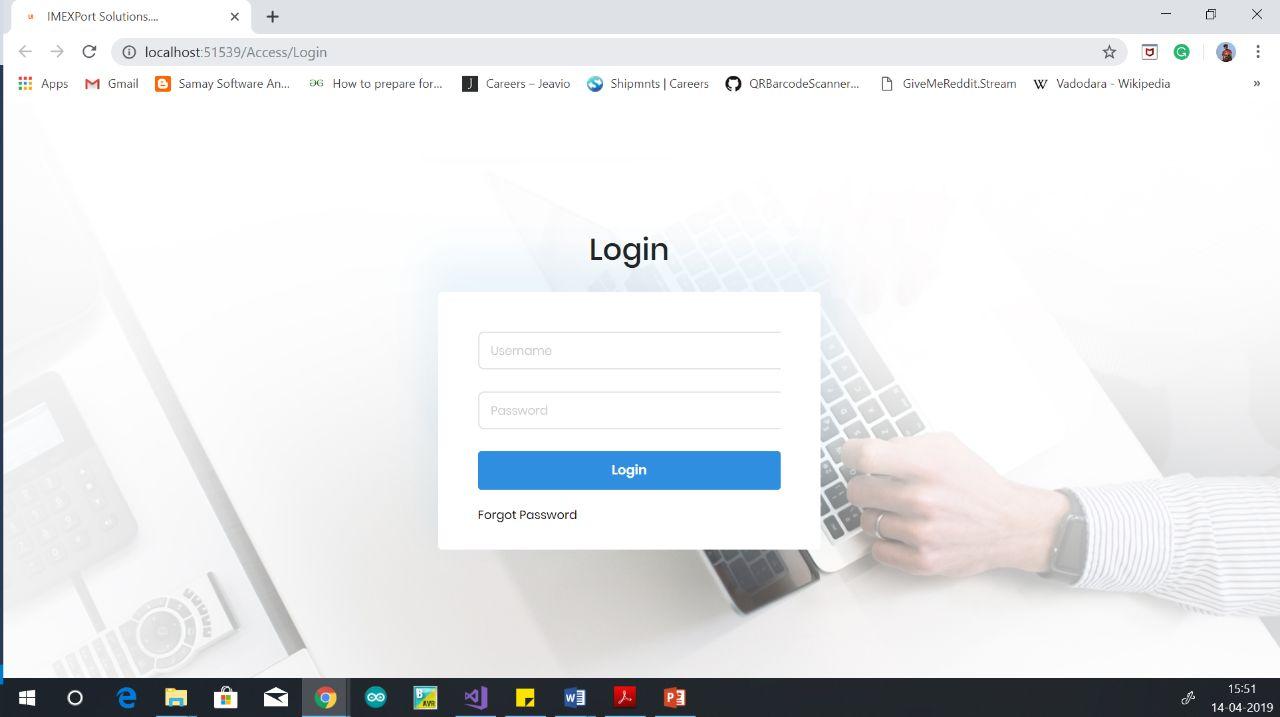 IMEXPort Solutions....
localhost:51539/Access/Login
Apps
Gmail
Samay Software An...
How to prepare for...
Careers – Jeavio
Shipmnts | Careers
QRBarcodeScanner...
GiveMeReddit.Stream
Vadodara - Wikipedia
»
Login
Username
Password
Login
Forgot Password
15:51
14-04-2019